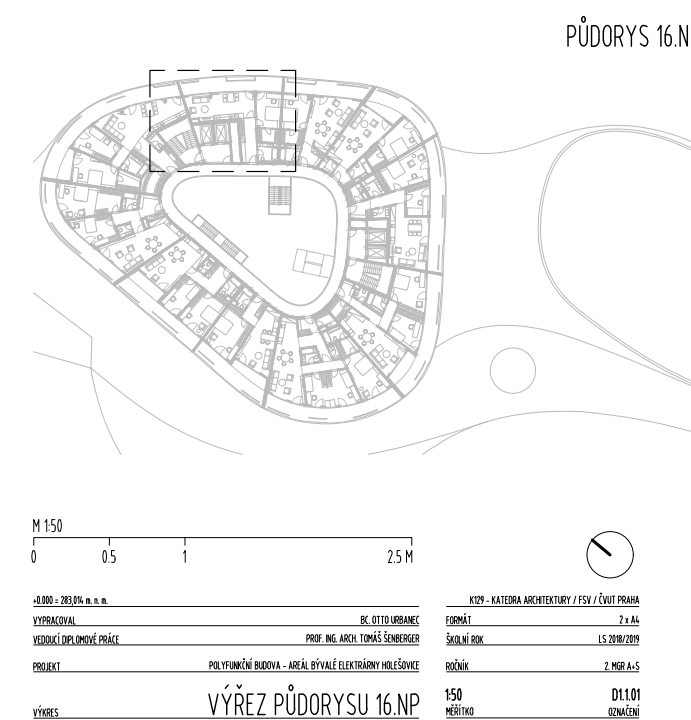 PŮDORYS 16.N
M 1:50
0 0.5 1 2.5 M
+0.000 = 283,014 m. n. m.
VYPRACOVAL BC. OTTO URBANEC
VEDOUCÍ DIPLOMOVÉ PRÁCE PROF. ING. ARCH. TOMÁŠ ŠENBERGER
PROJEKT POLYFUNKČNÍ BUDOVA - AREÁL BÝVALÉ ELEKTRÁRNY HOLEŠOVICE
VÝKRES VÝŘEZ PŮDORYSU 16.NP
K129 - KATEDRA ARCHITEKTURY / FSV / ČVUT PRAHA
FORMÁT 2 x A4
ŠKOLNÍ ROK LS 2018/2019
ROČNÍK 2. MGR A+S
1:50 D1.1.01
MĚŘÍTKO OZNAČENÍ